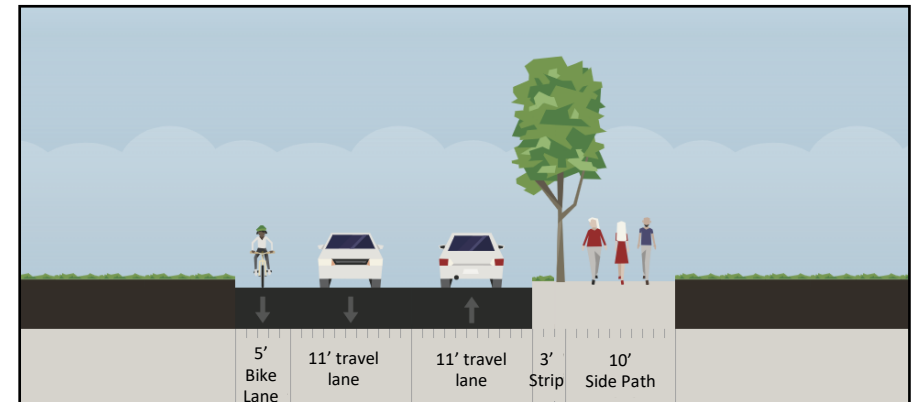 5’
Bike
Lane
11’ travel
lane
11’ travel
lane
3’
Strip
10’
Side Path